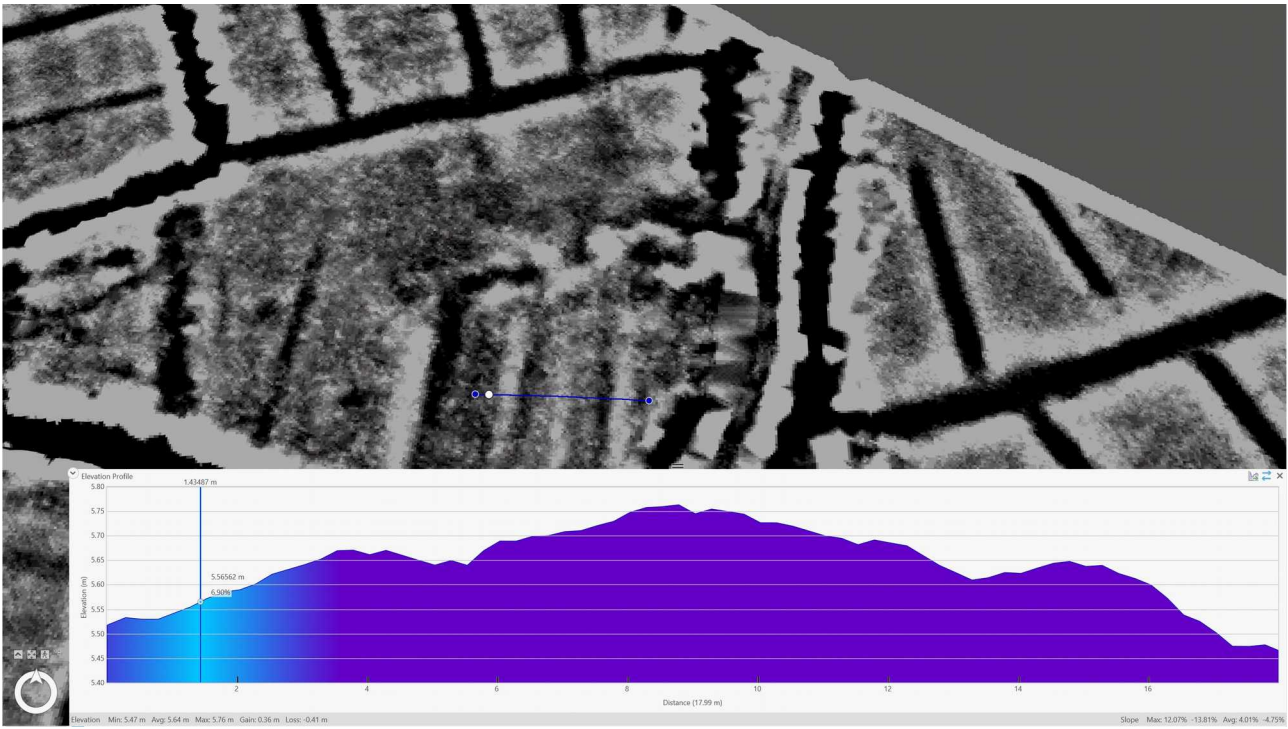 Elevation Profile
1.43487 m
5.80
5.75
5.70
5.65
5.60
5.55
5.50
5.45
5.40
Elevation (m)
5.56562 m
6.90%
2 4 6 8 10 12 14 16
Distance (17.99 m)
Elevation Min: 5.47 m Avg: 5.64 m Max: 5.76 m Gain: 0.36 m Loss: -0.41 m
Slope Max: 12.07% -13.81% Avg: 4.01% -4.75%